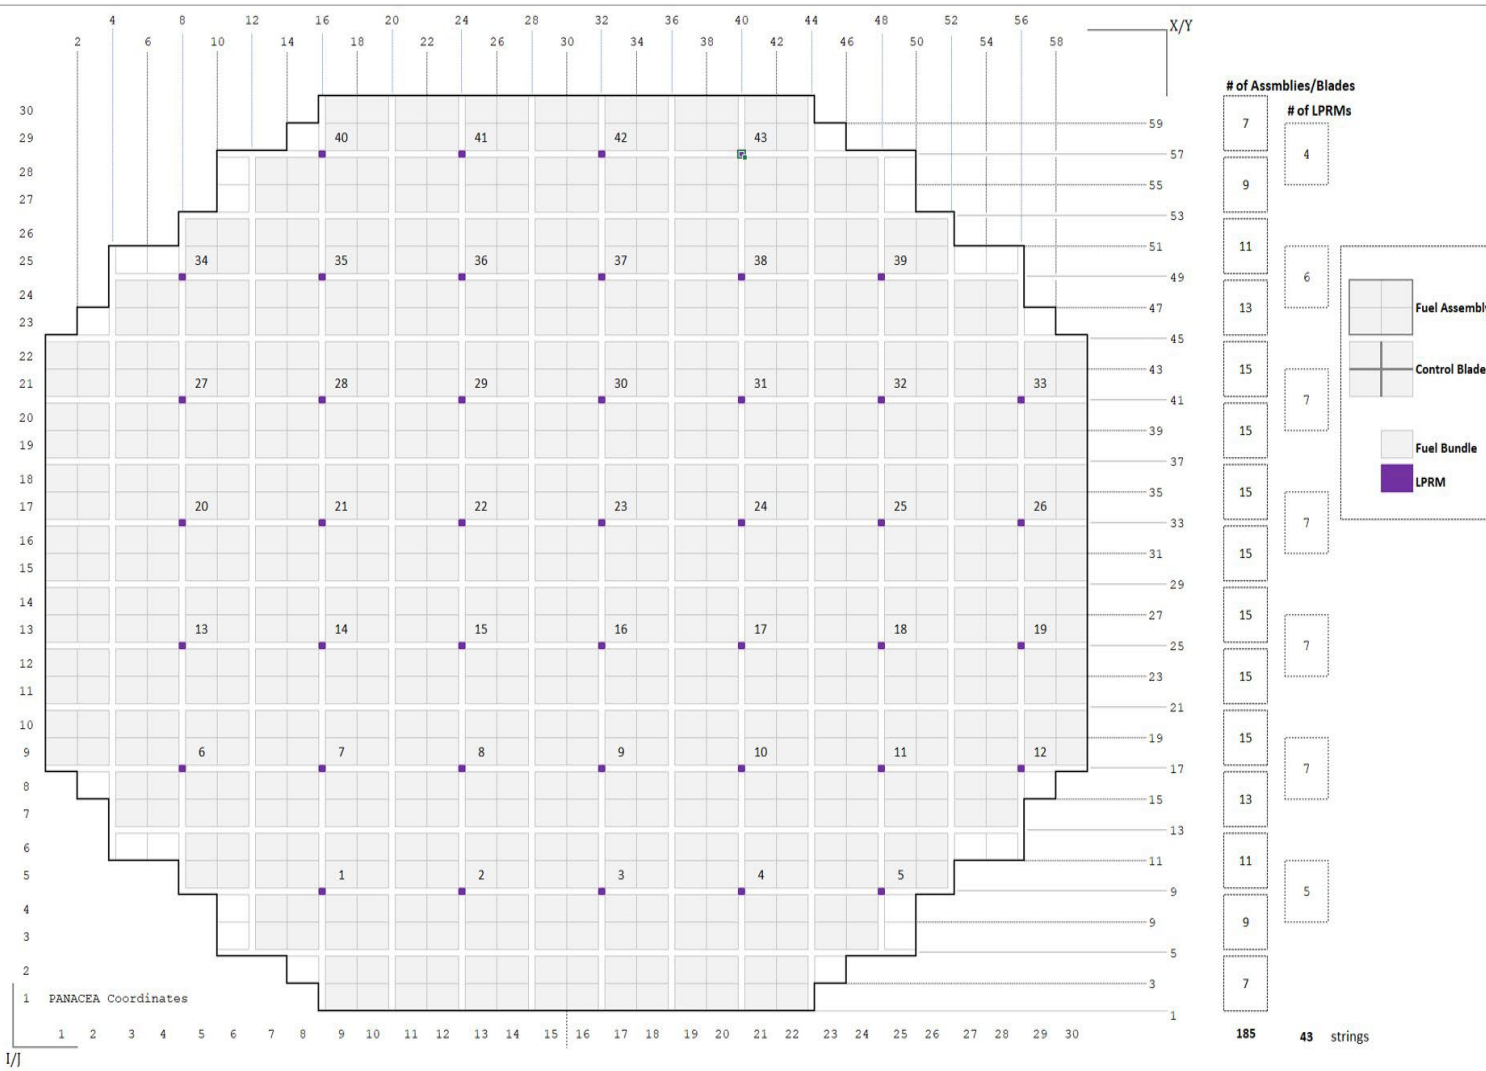 4 8 12 16 20 24 28 32 36 40 44 48 52 56
X/Y
2 6 10 14 18 22 26 30 34 38 42 46 50 54 58
# of Assmblies/Blades
30 7 # of LPRMs
59
29 40 41 42 43
57 4
28
55 9
27
53
26
51 11
25 34 35 36 37 38 39
49 6
24
47 13 Fuel Assembly
23
45
22
43 15 Control Blade
21 27 28 29 30 31 32 33
41 7
20
39 15
19
37 Fuel Bundle
18
35 15 LPRM
17 20 21 22 23 24 25 26
33 7
16
31 15
15
29
14
27 15
13 13 14 15 16 17 18 19
25 7
12
23 15
11
21
10
19 15
9 6 7 8 9 10 11 12
17 7
8
15 13
7
13
6
11 11
5 1 2 3 4 5
9 5
4
9 9
3
5
2
3 7
1 PANACEA Coordinates
1
1 2 3 4 5 6 7 8 9 10 11 12 13 14 15 16 17 18 19 20 21 22 23 24 25 26 27 28 29 30
185 43 strings
I/J